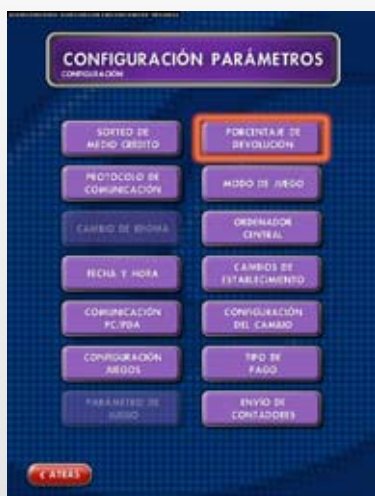 CONFIGURACIÓN PARÁMETROS
CONFIGURACIÓN
SORTEO DE
MEDIO CRÉDITO
PORCENTAJE DE
DEVOLUCIÓN
PROTOCOLO DE
COMUNICACIÓN
MODO DE JUEGO
CAMBIO DE IDIOMA
ORDENADOR
CENTRAL
FECHA Y HORA
CAMBIOS DE
ESTABLECIMIENTO
COMUNICACIÓN
PC/PDA
CONFIGURACIÓN
DEL CAMBIO
CONFIGURACIÓN
JUEGOS
TIPO DE
PAGO
PARÁMETROS DE
JUEGO
ENVÍO DE
CONTADORES
ATRÁS